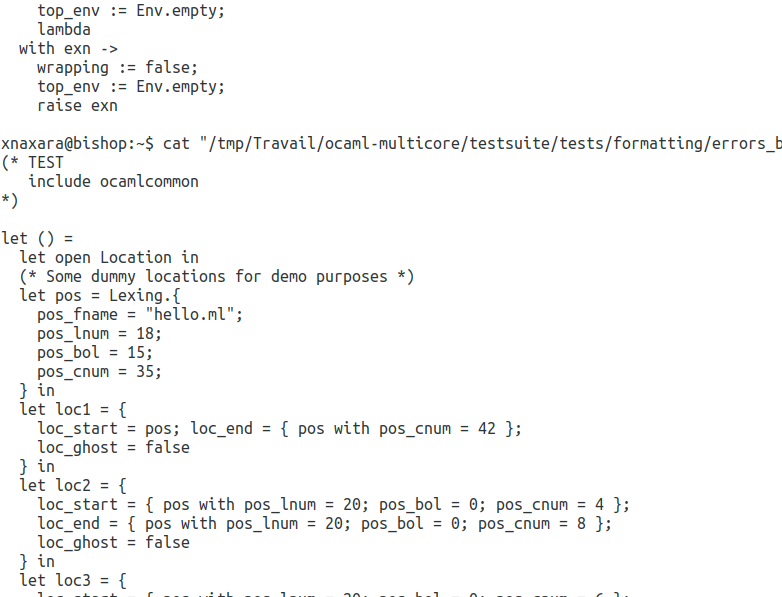 top_env := Env.empty;
    lambda
  with exn ->
    wrapping := false;
    top_env := Env.empty;
    raise exn

xnaxara@bishop:~$ cat "/tmp/Travail/ocaml-multicore/testsuite/tests/formatting/errors_b
(* TEST
   include ocamlcommon
*)

let () =
  let open Location in
  (* Some dummy locations for demo purposes *)
  let pos = Lexing.{
    pos_fname = "hello.ml";
    pos_lnum = 18;
    pos_bol = 15;
    pos_cnum = 35;
  } in
  let loc1 = {
    loc_start = pos; loc_end = { pos with pos_cnum = 42 };
    loc_ghost = false
  } in
  let loc2 = {
    loc_start = { pos with pos_lnum = 20; pos_bol = 0; pos_cnum = 4 };
    loc_end = { pos with pos_lnum = 20; pos_bol = 0; pos_cnum = 8 };
    loc_ghost = false
  } in
  let loc3 = {